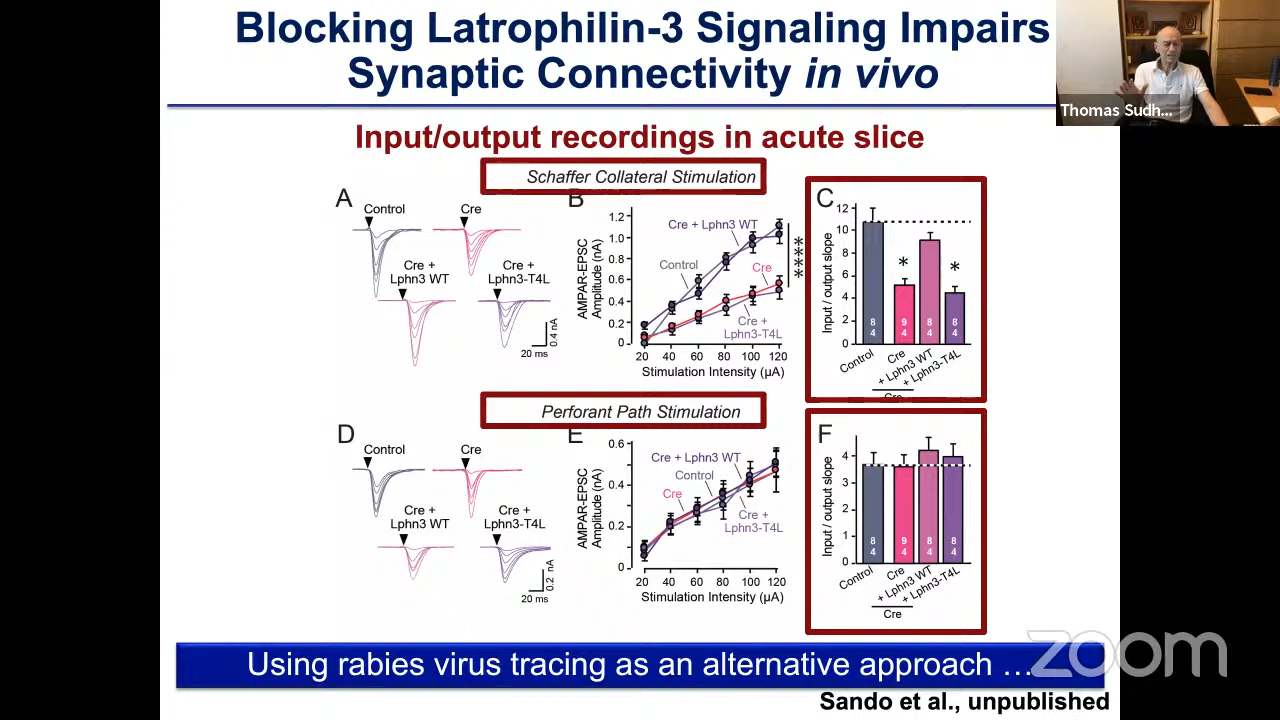 Blocking Latrophilin-3 Signaling Impairs
Synaptic Connectivity in vivo
Thomas Sudh...
Input/output recordings in acute slice
Schaffer Collateral Stimulation
A
Control
Cre
Cre +
Lphn3 WT
Cre +
Lphn3-T4L
0.4 nA
20 ms
B
AMPAR-EPSC
Amplitude (nA)
1.2
1.0
0.8
0.6
0.4
0.2
0
Cre + Lphn3 WT
Control
Cre
Cre +
Lphn3-T4L
****
20 40 60 80 100 120
Stimulation Intensity (µA)
C
Input / output slope
12
10
8
6
4
2
0
* *
8 9 8 8
4 4 4 4
Control
Cre
+ Lphn3 WT
+ Lphn3-T4L
Cre
Perforant Path Stimulation
D
Control
Cre
Cre +
Lphn3 WT
Cre +
Lphn3-T4L
0.2 nA
20 ms
E
AMPAR-EPSC
Amplitude (nA)
0.6
0.4
0.2
0
Cre + Lphn3 WT
Control
Cre
Cre +
Lphn3-T4L
20 40 60 80 100 120
Stimulation Intensity (µA)
F
Input / output slope
4
3
2
1
0
8 9 8 8
4 4 4 4
Control
Cre
+ Lphn3 WT
+ Lphn3-T4L
Cre
Using rabies virus tracing as an alternative approach ...
zoom
Sando et al., unpublished